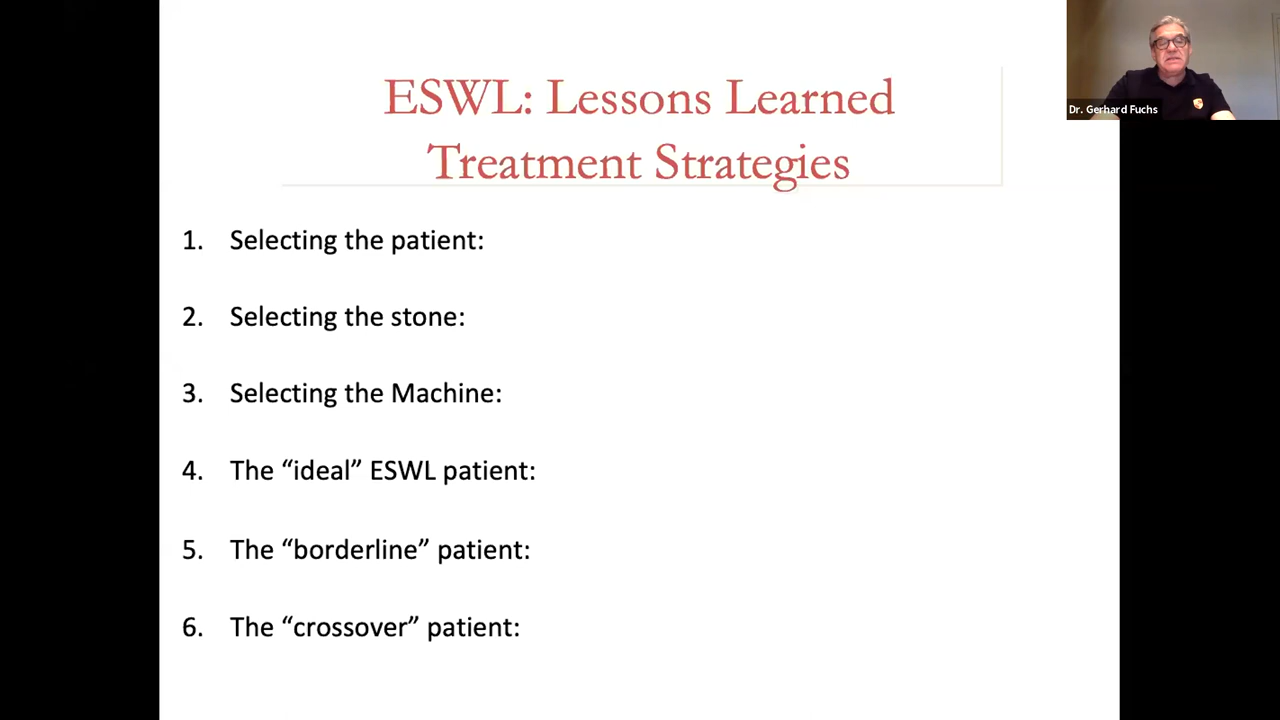 ESWL: Lessons Learned
Treatment Strategies
Dr. Gerhard Fuchs
1. Selecting the patient:
2. Selecting the stone:
3. Selecting the Machine:
4. The “ideal” ESWL patient:
5. The “borderline” patient:
6. The “crossover” patient: